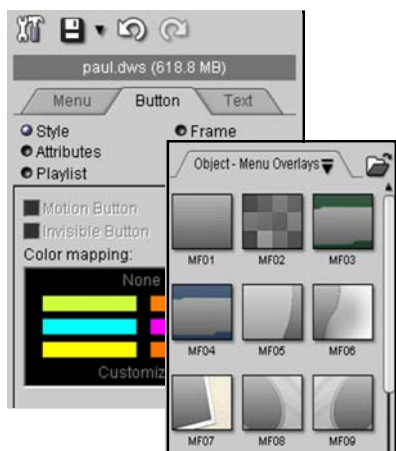 paul.dws (618.8 MB)
Menu Button Text
Style Frame
Attributes
Playlist
Motion Button
Invisible Button
Color mapping:
None
Customiz
Object - Menu Overlays
MF01 MF02 MF03
MF04 MF05 MF06
MF07 MF08 MF09